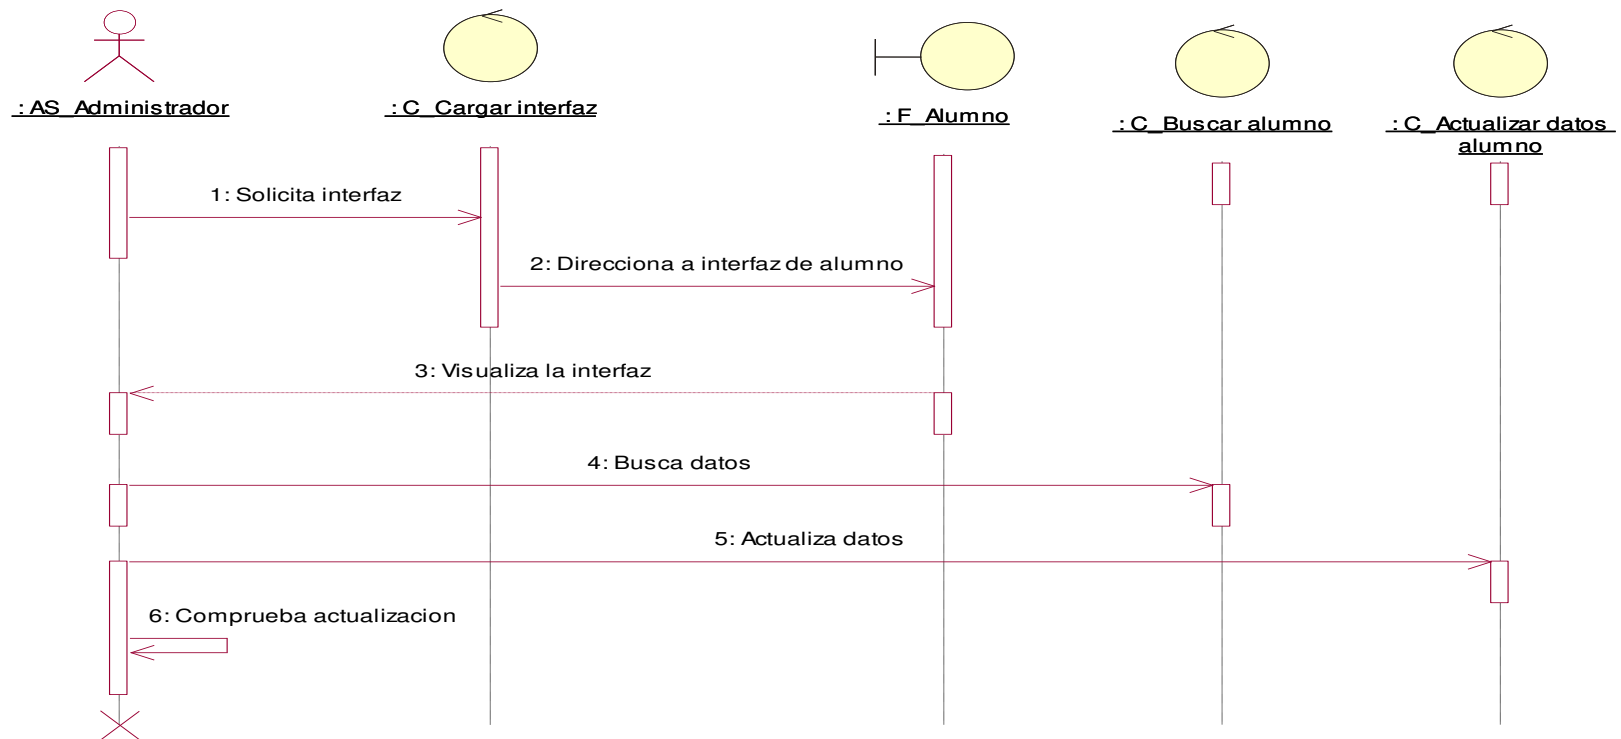 : AS_Administrador
: C_Cargar interfaz
: F_Alumno
: C_Buscar alumno
: C_Actualizar datos
alumno
1: Solicita interfaz
2: Direcciona a interfaz de alumno
3: Visualiza la interfaz
4: Busca datos
5: Actualiza datos
6: Comprueba actualizacion